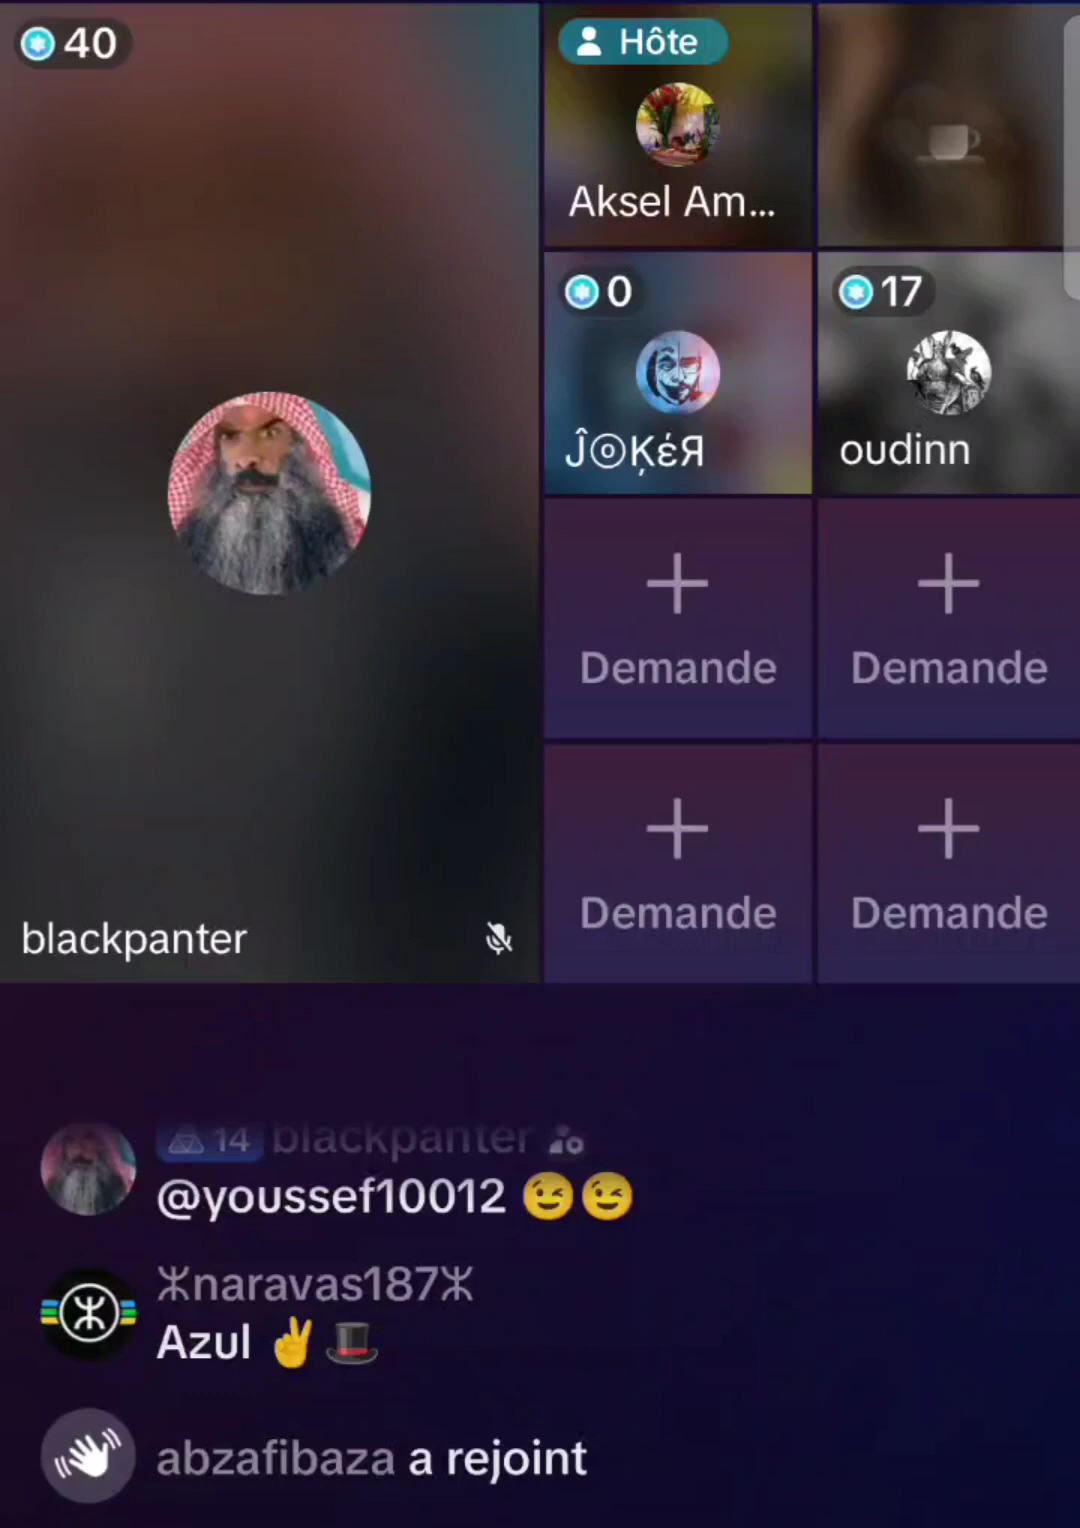 40
Hôte
Aksel Am...
0
17
ĴⓄĶέЯ
oudinn
Demande
Demande
Demande
Demande
blackpanter
14 blackpanter
@youssef10012 😉😉
ⵣnaravas187ⵣ
Azul ✌️🎩
abzafibaza a rejoint